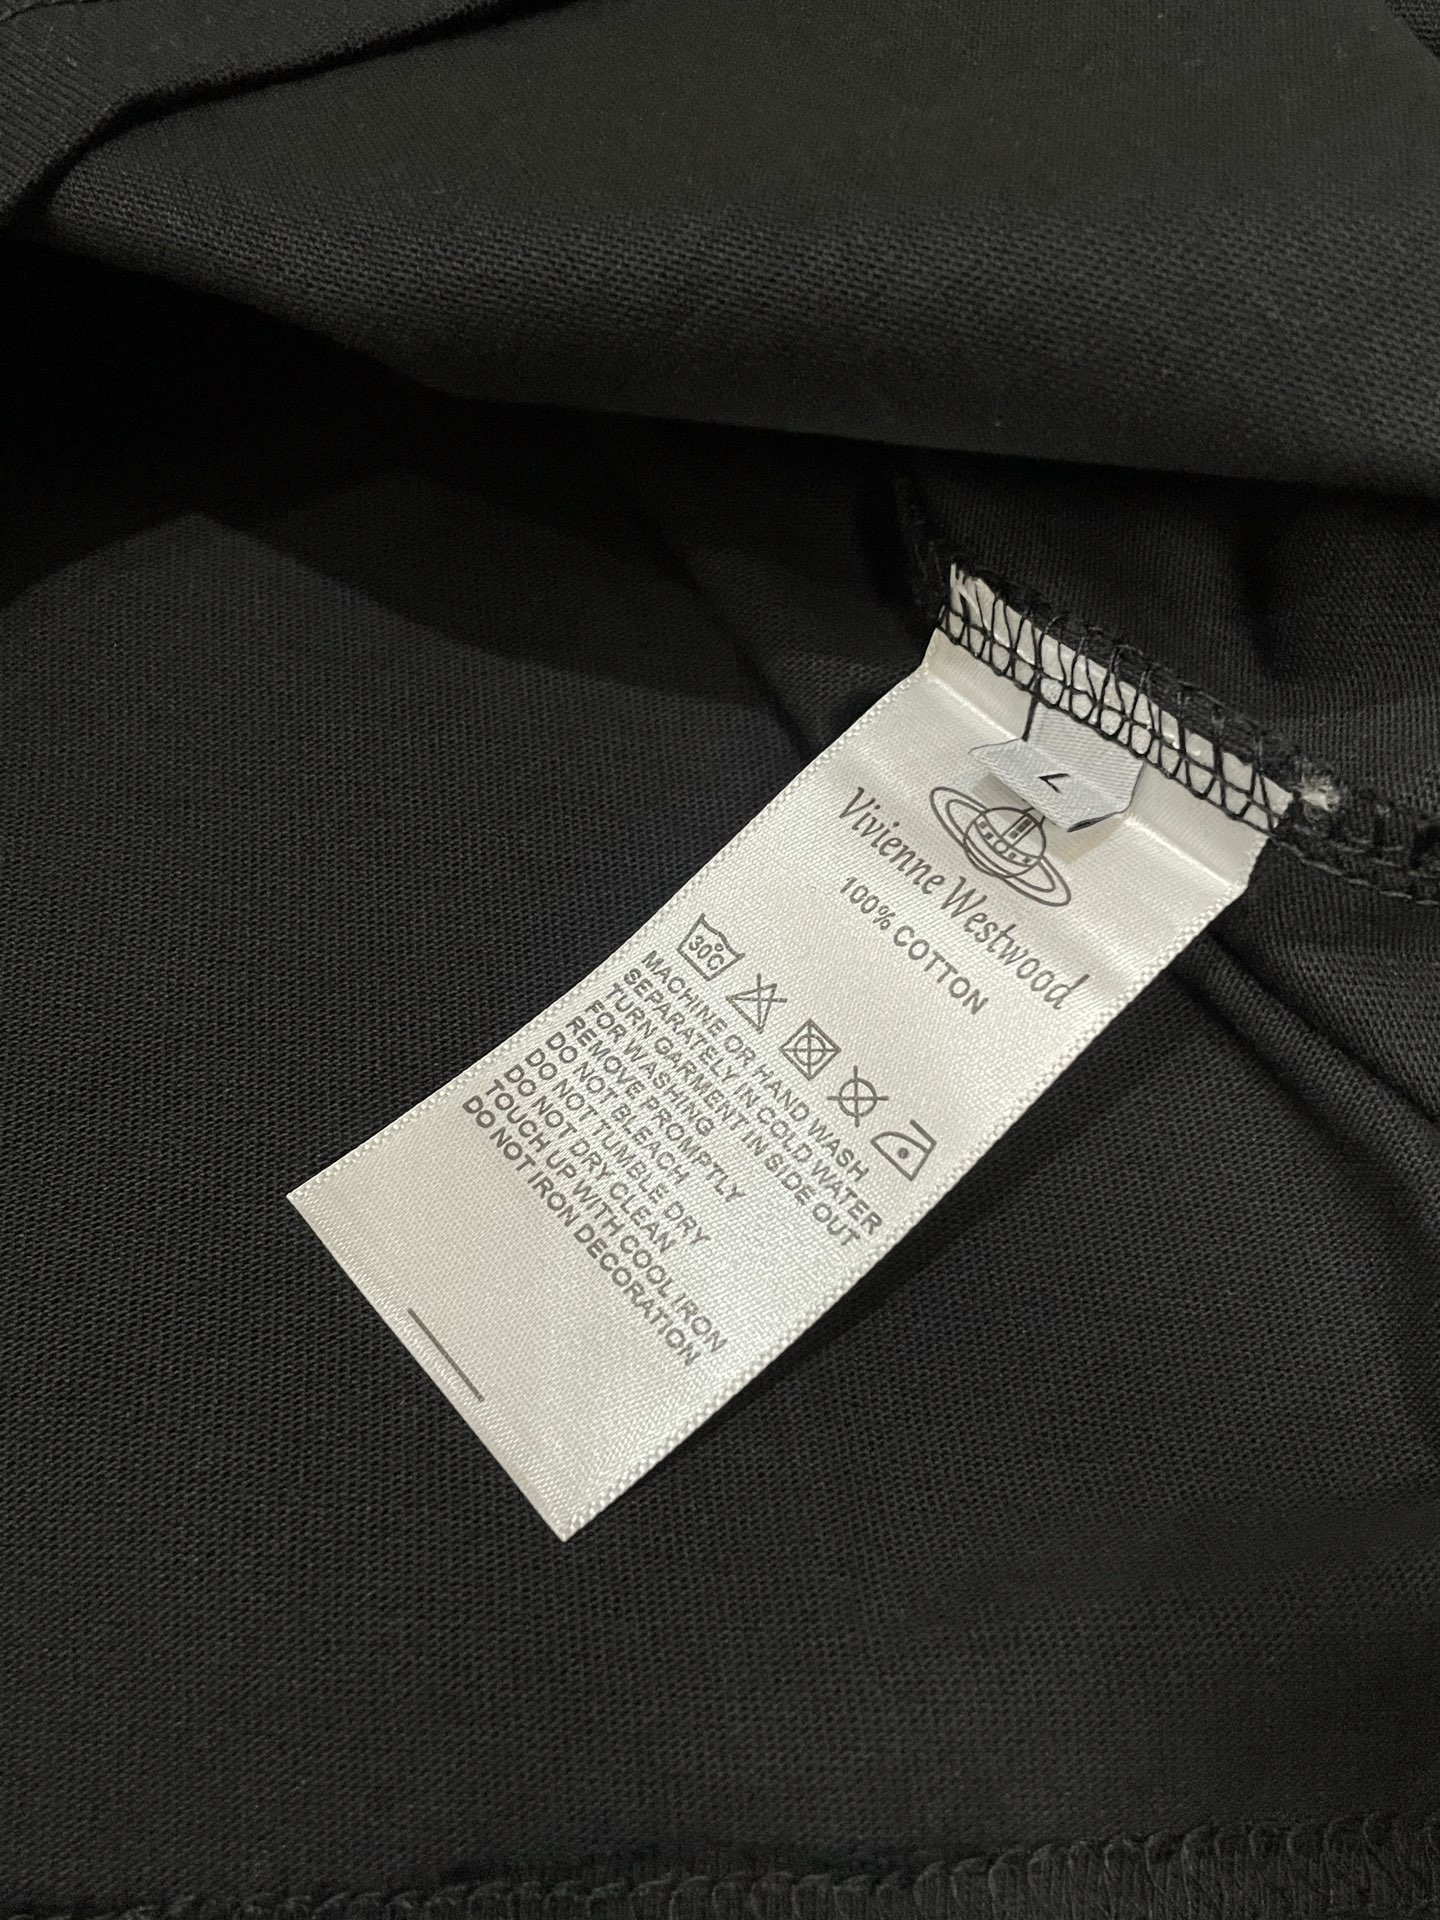 L
Vivienne Westwood
100% COTTON
30℃
MACHINE OR HAND WASH
SEPARATELY IN COLD WATER
TURN GARMENT IN SIDE OUT
FOR WASHING
REMOVE PROMPTLY
DO NOT BLEACH
DO NOT TUMBLE DRY
DO NOT DRY CLEAN
TOUCH UP WITH COOL IRON
DO NOT IRON DECORATION